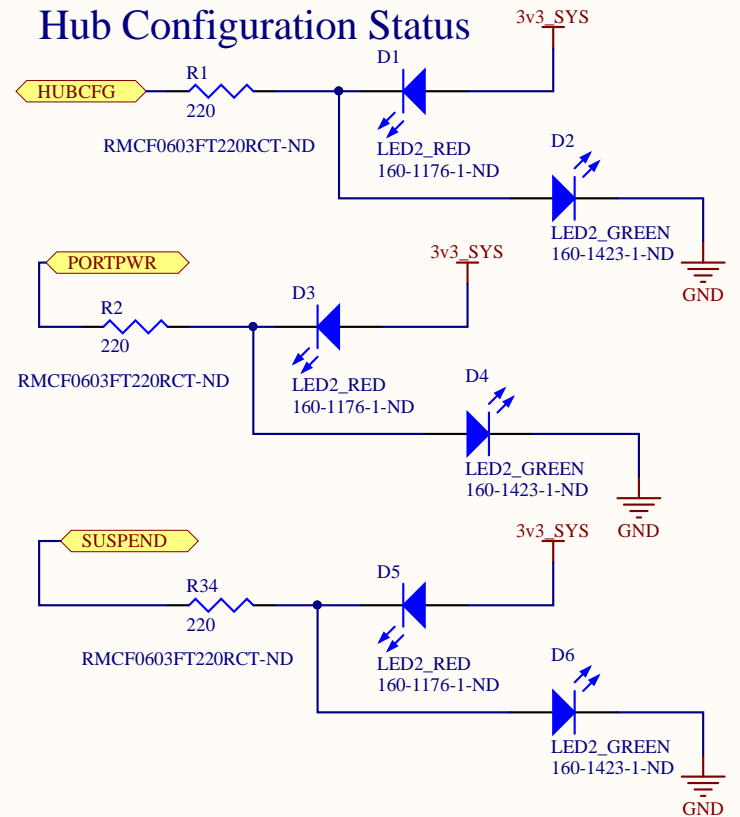 Hub Configuration Status
3v3_SYS
D1
R1
HUBCFG
220
RMCF0603FT220RCT-ND
LED2_RED
160-1176-1-ND
D2
LED2_GREEN
160-1423-1-ND
GND
PORTPWR
3v3_SYS
D3
R2
220
RMCF0603FT220RCT-ND
LED2_RED
160-1176-1-ND
D4
LED2_GREEN
160-1423-1-ND
GND
SUSPEND
3v3_SYS
D5
R34
220
RMCF0603FT220RCT-ND
LED2_RED
160-1176-1-ND
D6
LED2_GREEN
160-1423-1-ND
GND